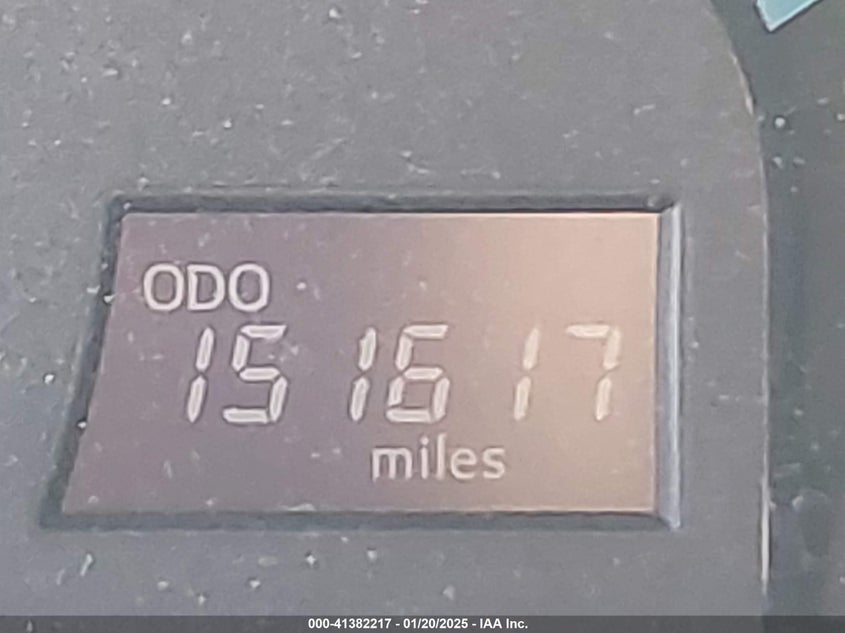 ODO
151617
miles
000-41382217 - 01/20/2025 - IAA Inc.